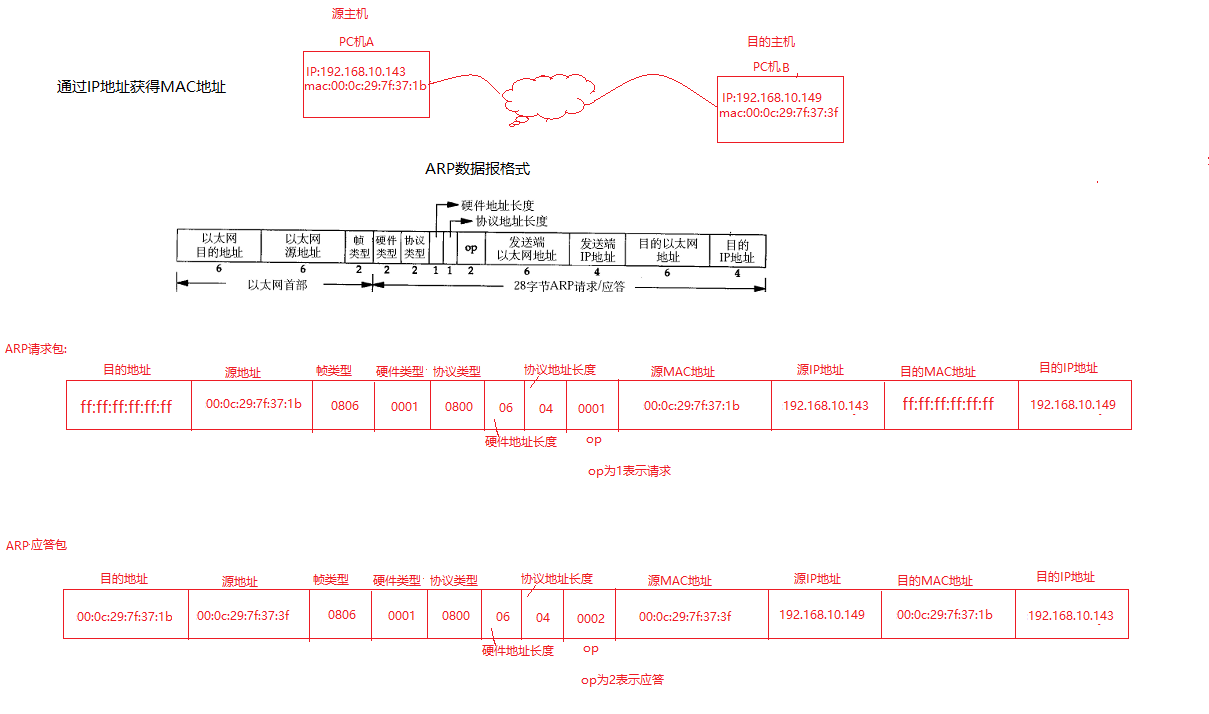 源主机
PC机A
IP:192.168.10.143
mac:00:0c:29:7f:37:1b
目的主机
PC机B
IP:192.168.10.149
mac:00:0c:29:7f:37:3f
通过IP地址获得MAC地址
ARP数据报格式
硬件地址长度
协议地址长度
以太网 目的地址
以太网 源地址
帧 类型
硬件 类型
协议 类型
op
发送端 以太网地址
发送端 IP地址
目的以太网 地址
目的 IP地址
6 6 2 2 2 1 1 2 6 4 6 4
以太网首部
28字节ARP请求/应答
ARP请求包:
目的地址 源地址 帧类型 硬件类型 协议类型 协议地址长度 源MAC地址 源IP地址 目的MAC地址 目的IP地址
ff:ff:ff:ff:ff:ff 00:0c:29:7f:37:1b 0806 0001 0800 06 04 0001 00:0c:29:7f:37:1b 192.168.10.143 ff:ff:ff:ff:ff:ff 192.168.10.149
硬件地址长度 op
op为1表示请求
ARP应答包
目的地址 源地址 帧类型 硬件类型 协议类型 协议地址长度 源MAC地址 源IP地址 目的MAC地址 目的IP地址
00:0c:29:7f:37:1b 00:0c:29:7f:37:3f 0806 0001 0800 06 04 0002 00:0c:29:7f:37:3f 192.168.10.149 00:0c:29:7f:37:1b 192.168.10.143
硬件地址长度 op
op为2表示应答